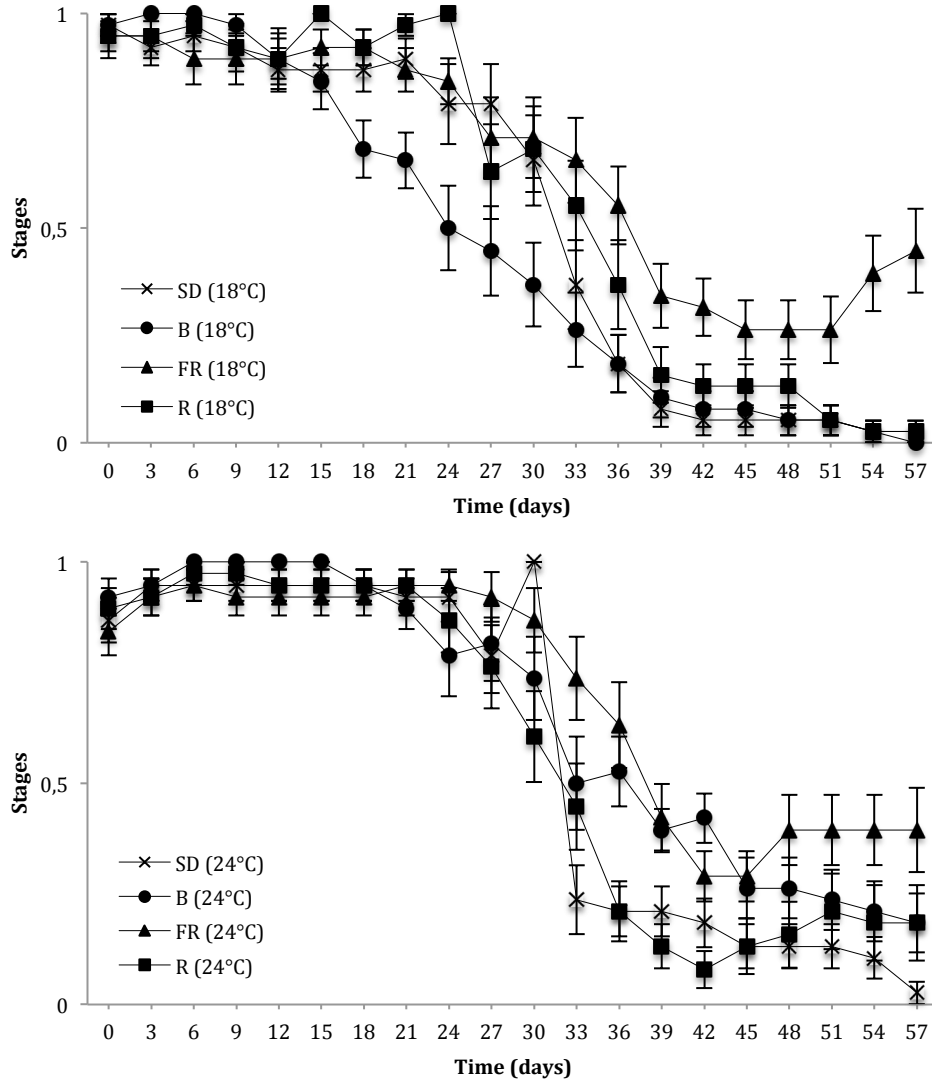 1
Stages
0,5
SD (18°C)
B (18°C)
FR (18°C)
R (18°C)
0
0 3 6 9 12 15 18 21 24 27 30 33 36 39 42 45 48 51 54 57
Time (days)
1
Stages
0,5
SD (24°C)
B (24°C)
FR (24°C)
R (24°C)
0
0 3 6 9 12 15 18 21 24 27 30 33 36 39 42 45 48 51 54 57
Time (days)